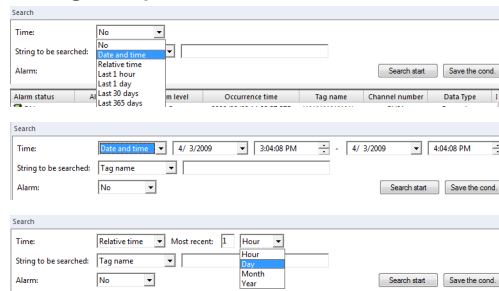 Search
Time: No
No
String to be searched: Date and time
Relative time
Last 1 hour
Alarm: Last 1 day Search start Save the cond.
Last 30 days
Alarm status Last 365 days level Occurrence time Tag name Channel number Data Type
Search
Time: Date and time 4/ 3/2009 3:04:08 PM - 4/ 3/2009 4:04:08 PM
String to be searched: Tag name
Alarm: No Search start Save the cond.
Search
Time: Relative time Most recent: 1 Hour
Hour
String to be searched: Tag name Day
Month
Alarm: No Year Search start Save the cond.